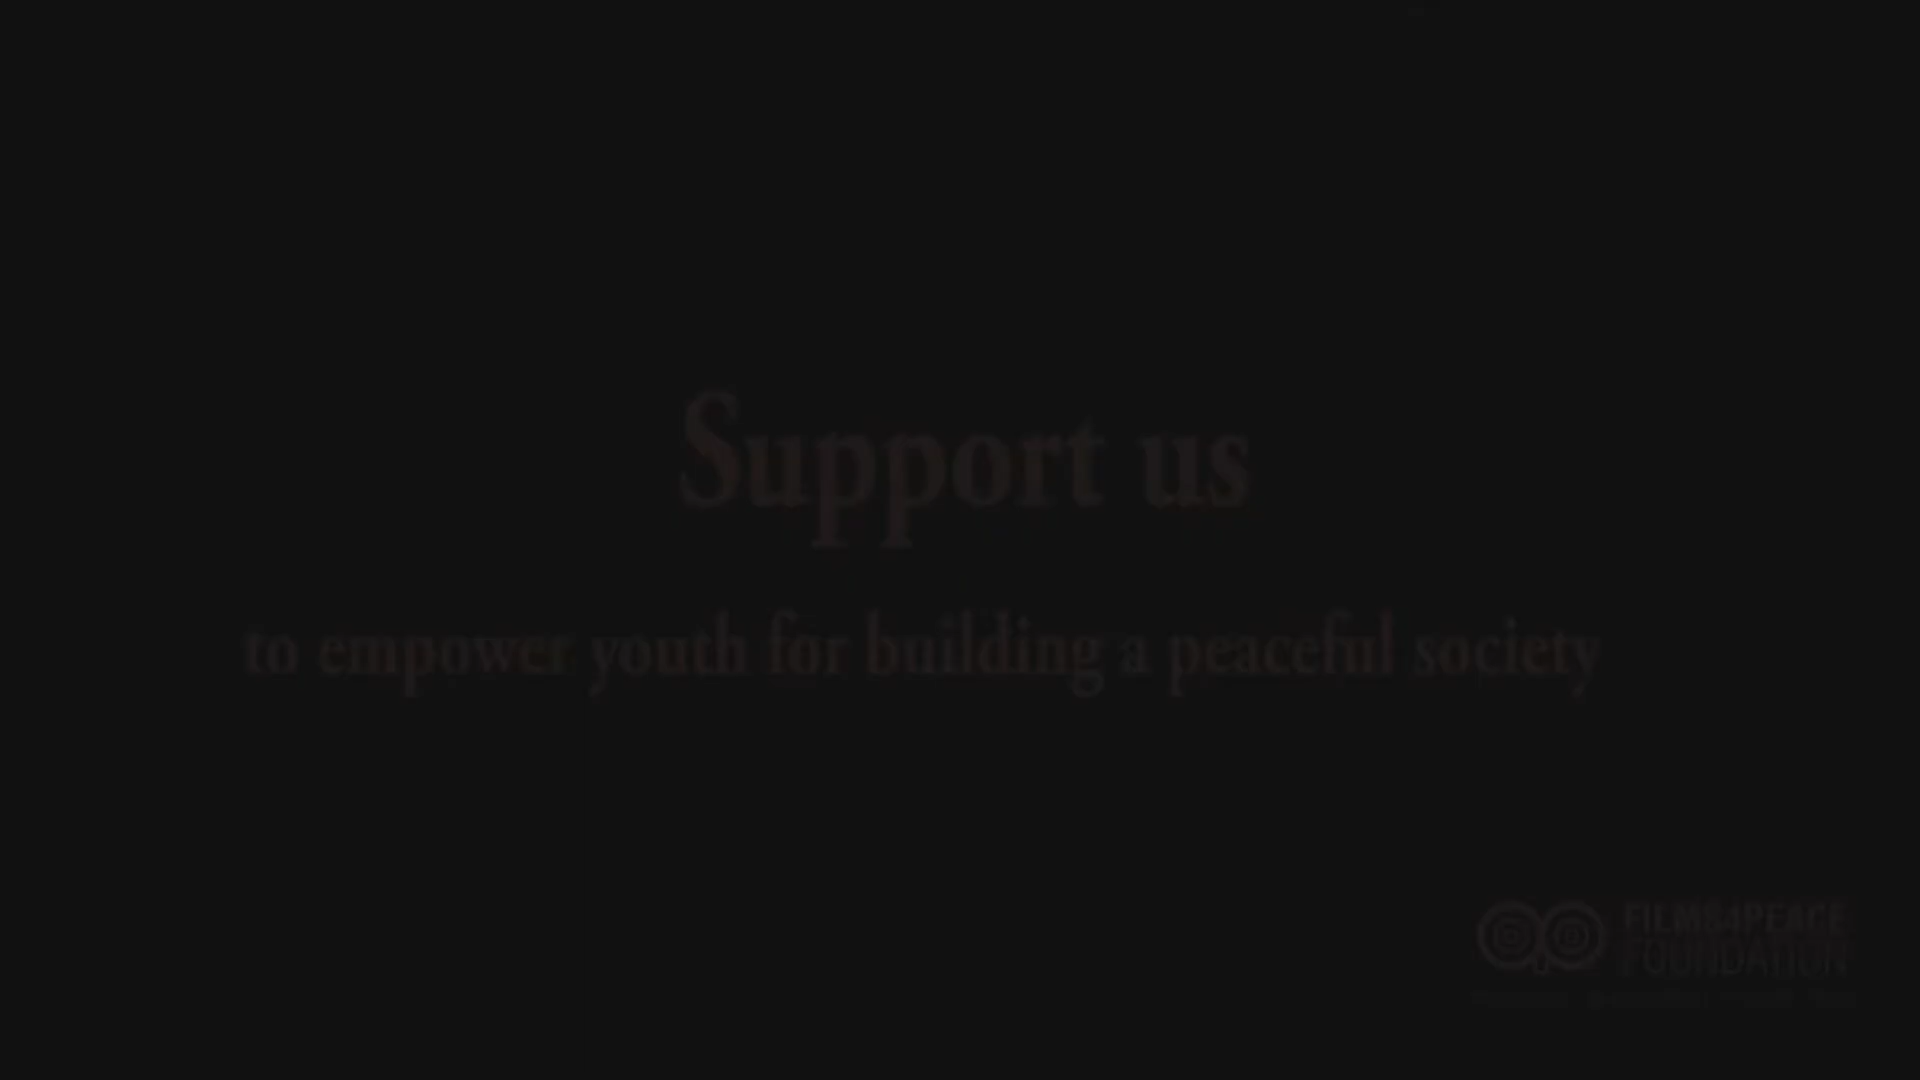 Support us
to empower youth for building a peaceful society
FILMS4PEACE
FOUNDATION